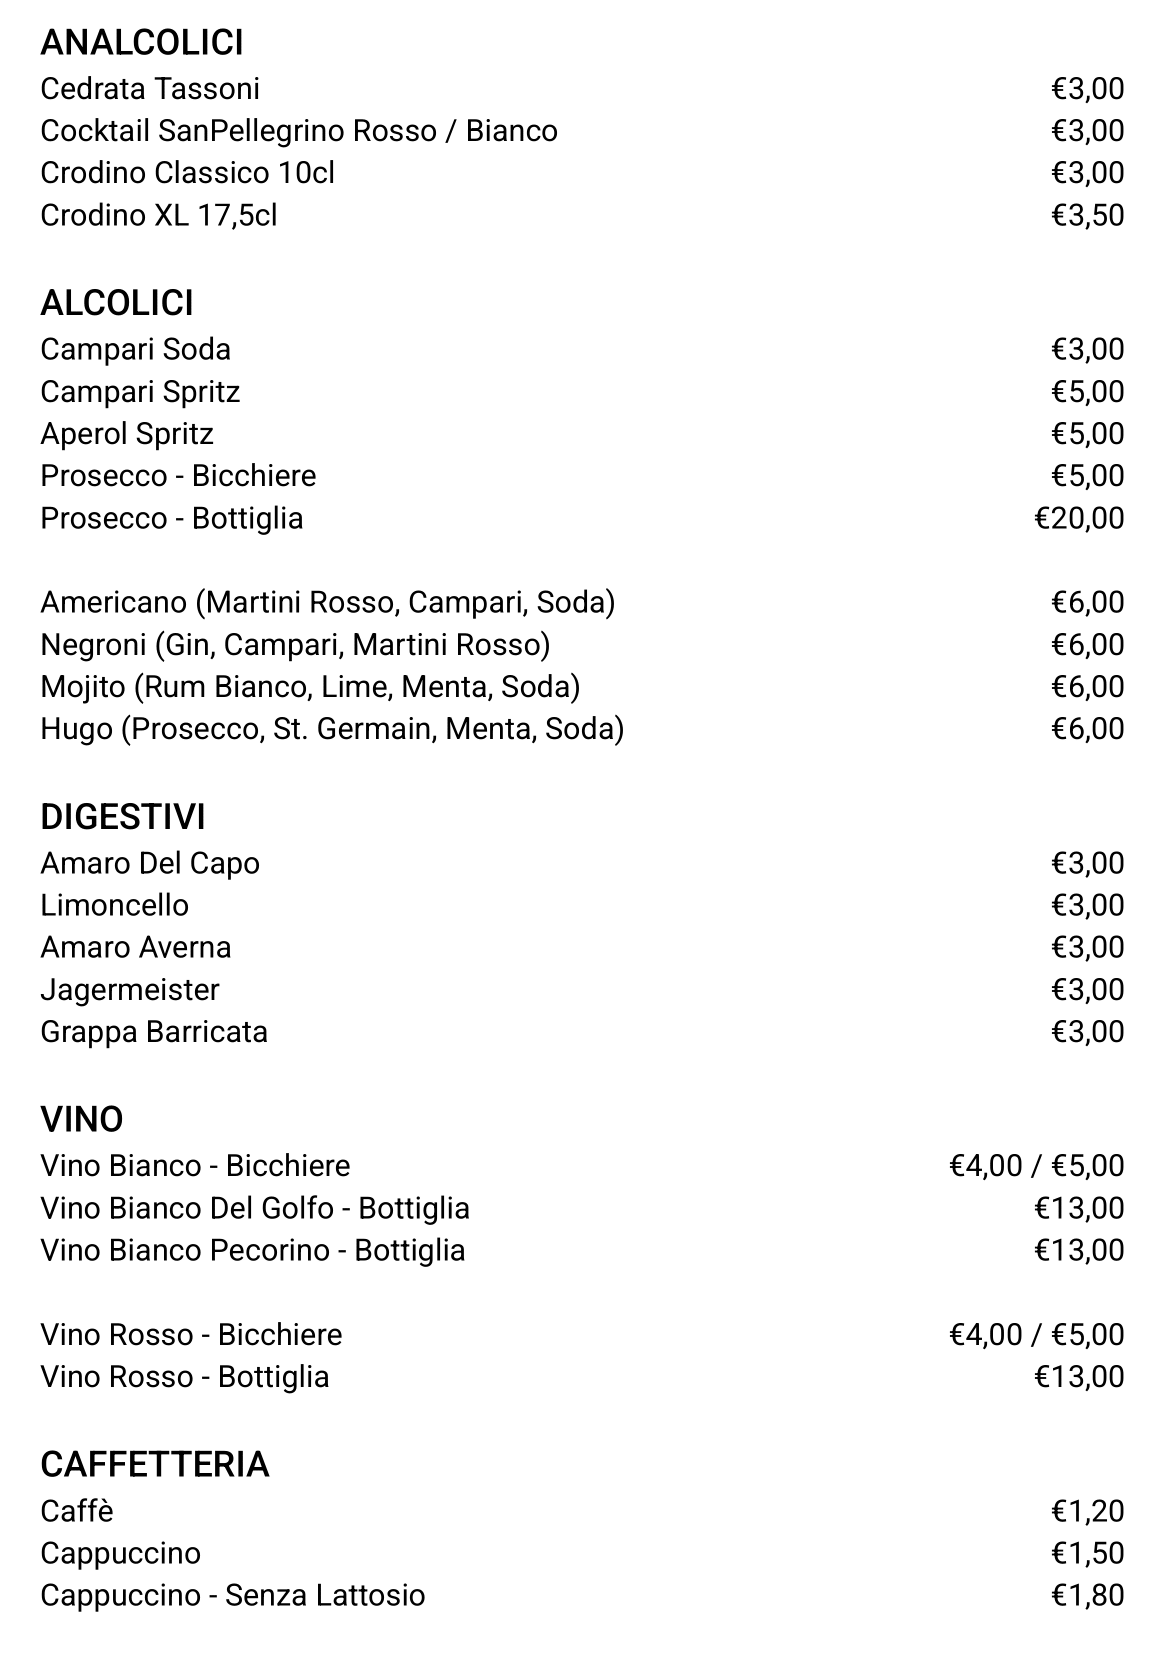 ANALCOLICI
Cedrata Tassoni €3,00
Cocktail SanPellegrino Rosso / Bianco €3,00
Crodino Classico 10cl €3,00
Crodino XL 17,5cl €3,50
ALCOLICI
Campari Soda €3,00
Campari Spritz €5,00
Aperol Spritz €5,00
Prosecco - Bicchiere €5,00
Prosecco - Bottiglia €20,00
Americano (Martini Rosso, Campari, Soda) €6,00
Negroni (Gin, Campari, Martini Rosso) €6,00
Mojito (Rum Bianco, Lime, Menta, Soda) €6,00
Hugo (Prosecco, St. Germain, Menta, Soda) €6,00
DIGESTIVI
Amaro Del Capo €3,00
Limoncello €3,00
Amaro Averna €3,00
Jagermeister €3,00
Grappa Barricata €3,00
VINO
Vino Bianco - Bicchiere €4,00 / €5,00
Vino Bianco Del Golfo - Bottiglia €13,00
Vino Bianco Pecorino - Bottiglia €13,00
Vino Rosso - Bicchiere €4,00 / €5,00
Vino Rosso - Bottiglia €13,00
CAFFETTERIA
Caffè €1,20
Cappuccino €1,50
Cappuccino - Senza Lattosio €1,80